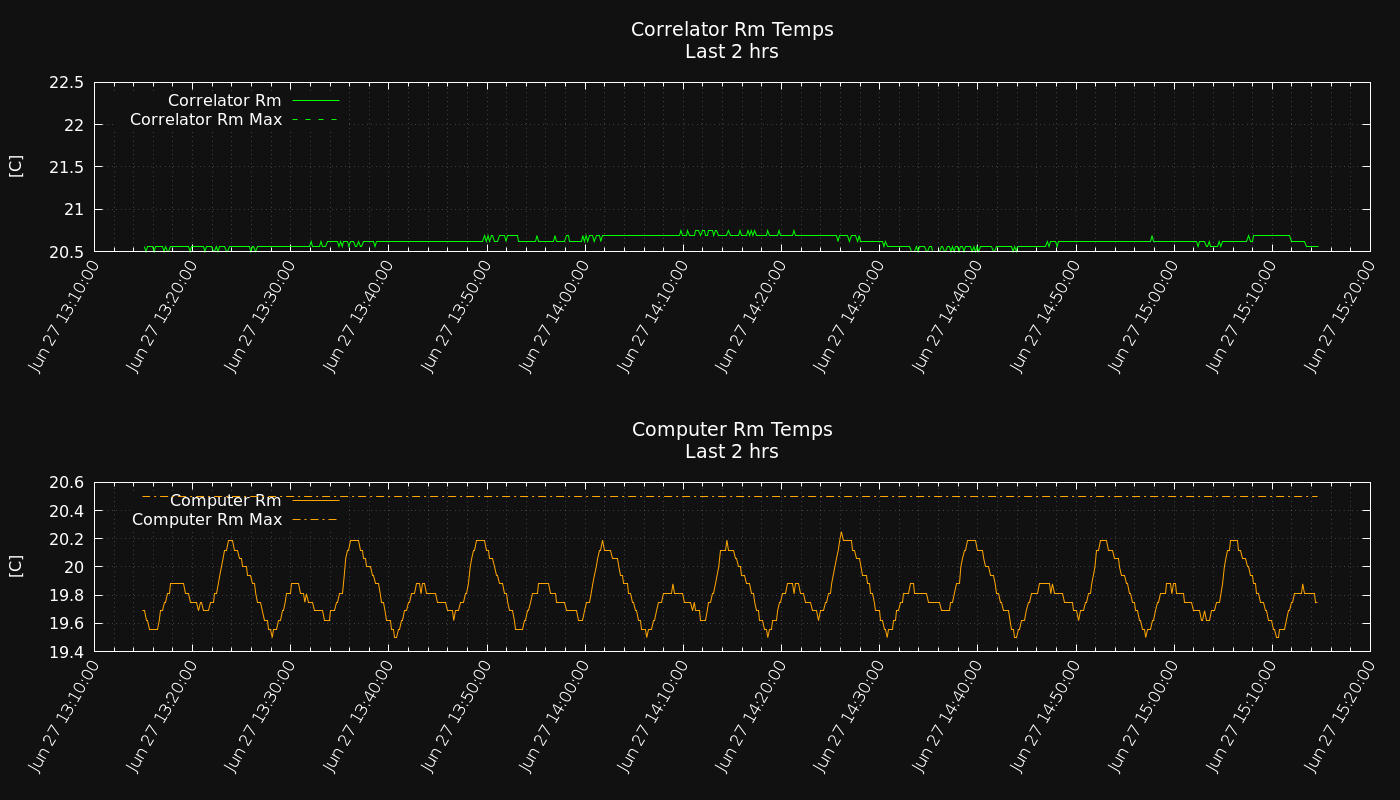 Correlator Rm Temps
Last 2 hrs
22.5
22
21.5
21
20.5
[C]
Correlator Rm
Correlator Rm Max
Jun 27 13:10:00
Jun 27 13:20:00
Jun 27 13:30:00
Jun 27 13:40:00
Jun 27 13:50:00
Jun 27 14:00:00
Jun 27 14:10:00
Jun 27 14:20:00
Jun 27 14:30:00
Jun 27 14:40:00
Jun 27 14:50:00
Jun 27 15:00:00
Jun 27 15:10:00
Jun 27 15:20:00
Computer Rm Temps
Last 2 hrs
20.6
20.4
20.2
20
19.8
19.6
19.4
[C]
Computer Rm
Computer Rm Max
Jun 27 13:10:00
Jun 27 13:20:00
Jun 27 13:30:00
Jun 27 13:40:00
Jun 27 13:50:00
Jun 27 14:00:00
Jun 27 14:10:00
Jun 27 14:20:00
Jun 27 14:30:00
Jun 27 14:40:00
Jun 27 14:50:00
Jun 27 15:00:00
Jun 27 15:10:00
Jun 27 15:20:00